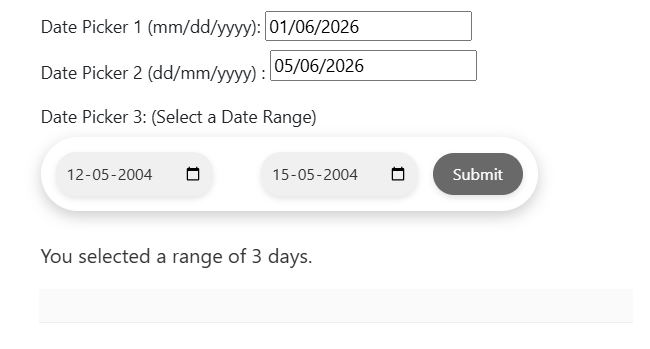 Date Picker 1 (mm/dd/yyyy): 01/06/2026
Date Picker 2 (dd/mm/yyyy) : 05/06/2026
Date Picker 3: (Select a Date Range)
12-05-2004 15-05-2004 Submit
You selected a range of 3 days.